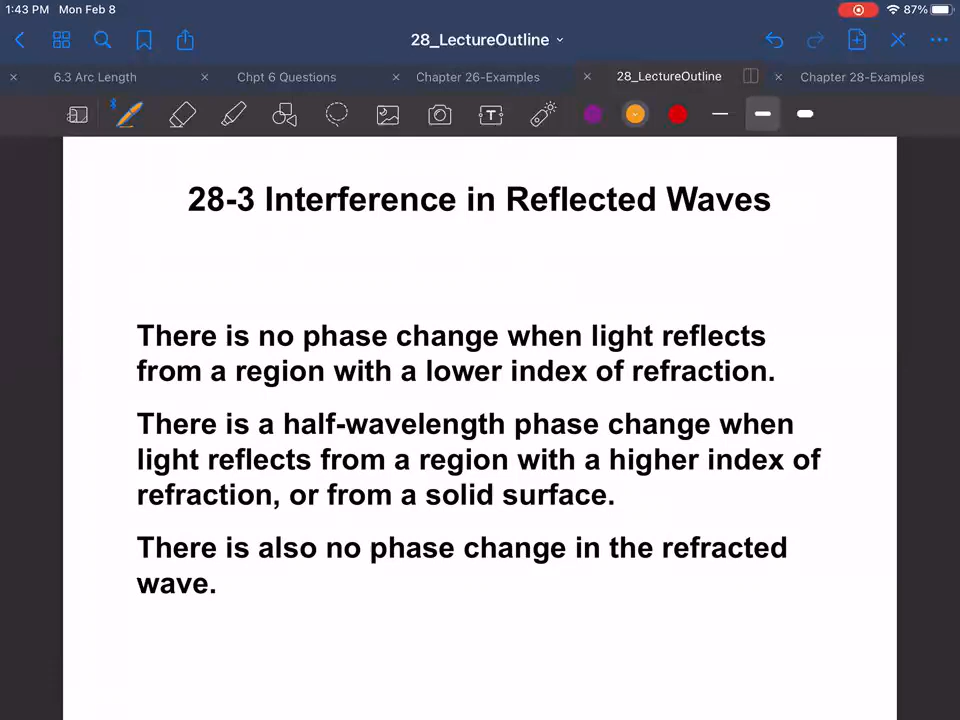 1:43 PM Mon Feb 8
87%
28_LectureOutline
6.3 Arc Length
Chpt 6 Questions
Chapter 26-Examples
28_LectureOutline
Chapter 28-Examples
T
28-3 Interference in Reflected Waves
There is no phase change when light reflects
from a region with a lower index of refraction.
There is a half-wavelength phase change when
light reflects from a region with a higher index of
refraction, or from a solid surface.
There is also no phase change in the refracted
wave.